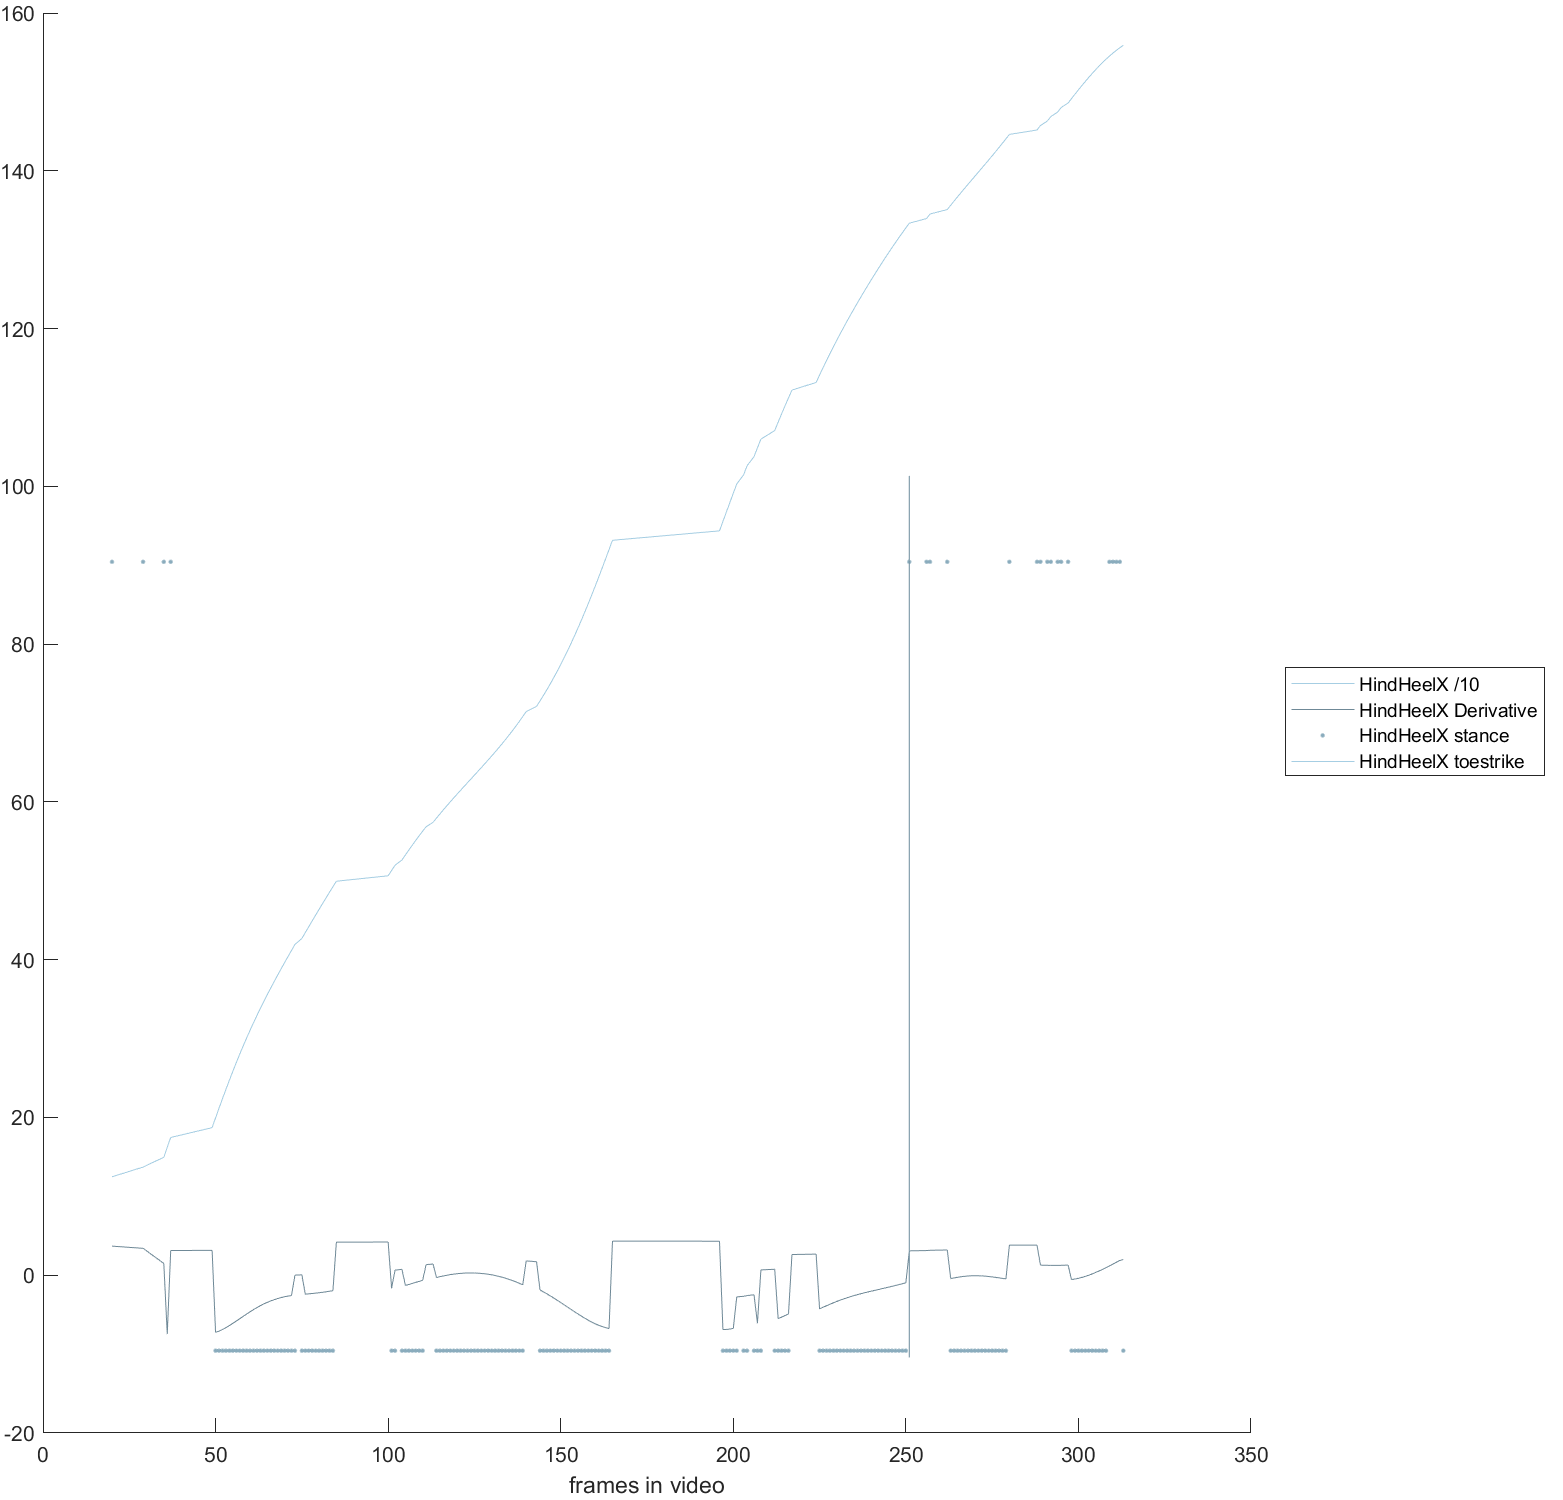 160
140
120
100
80
60
40
20
0
-20
0 50 100 150 200 250 300 350
frames in video
HindHeelX /10
HindHeelX Derivative
HindHeelX stance
HindHeelX toestrike